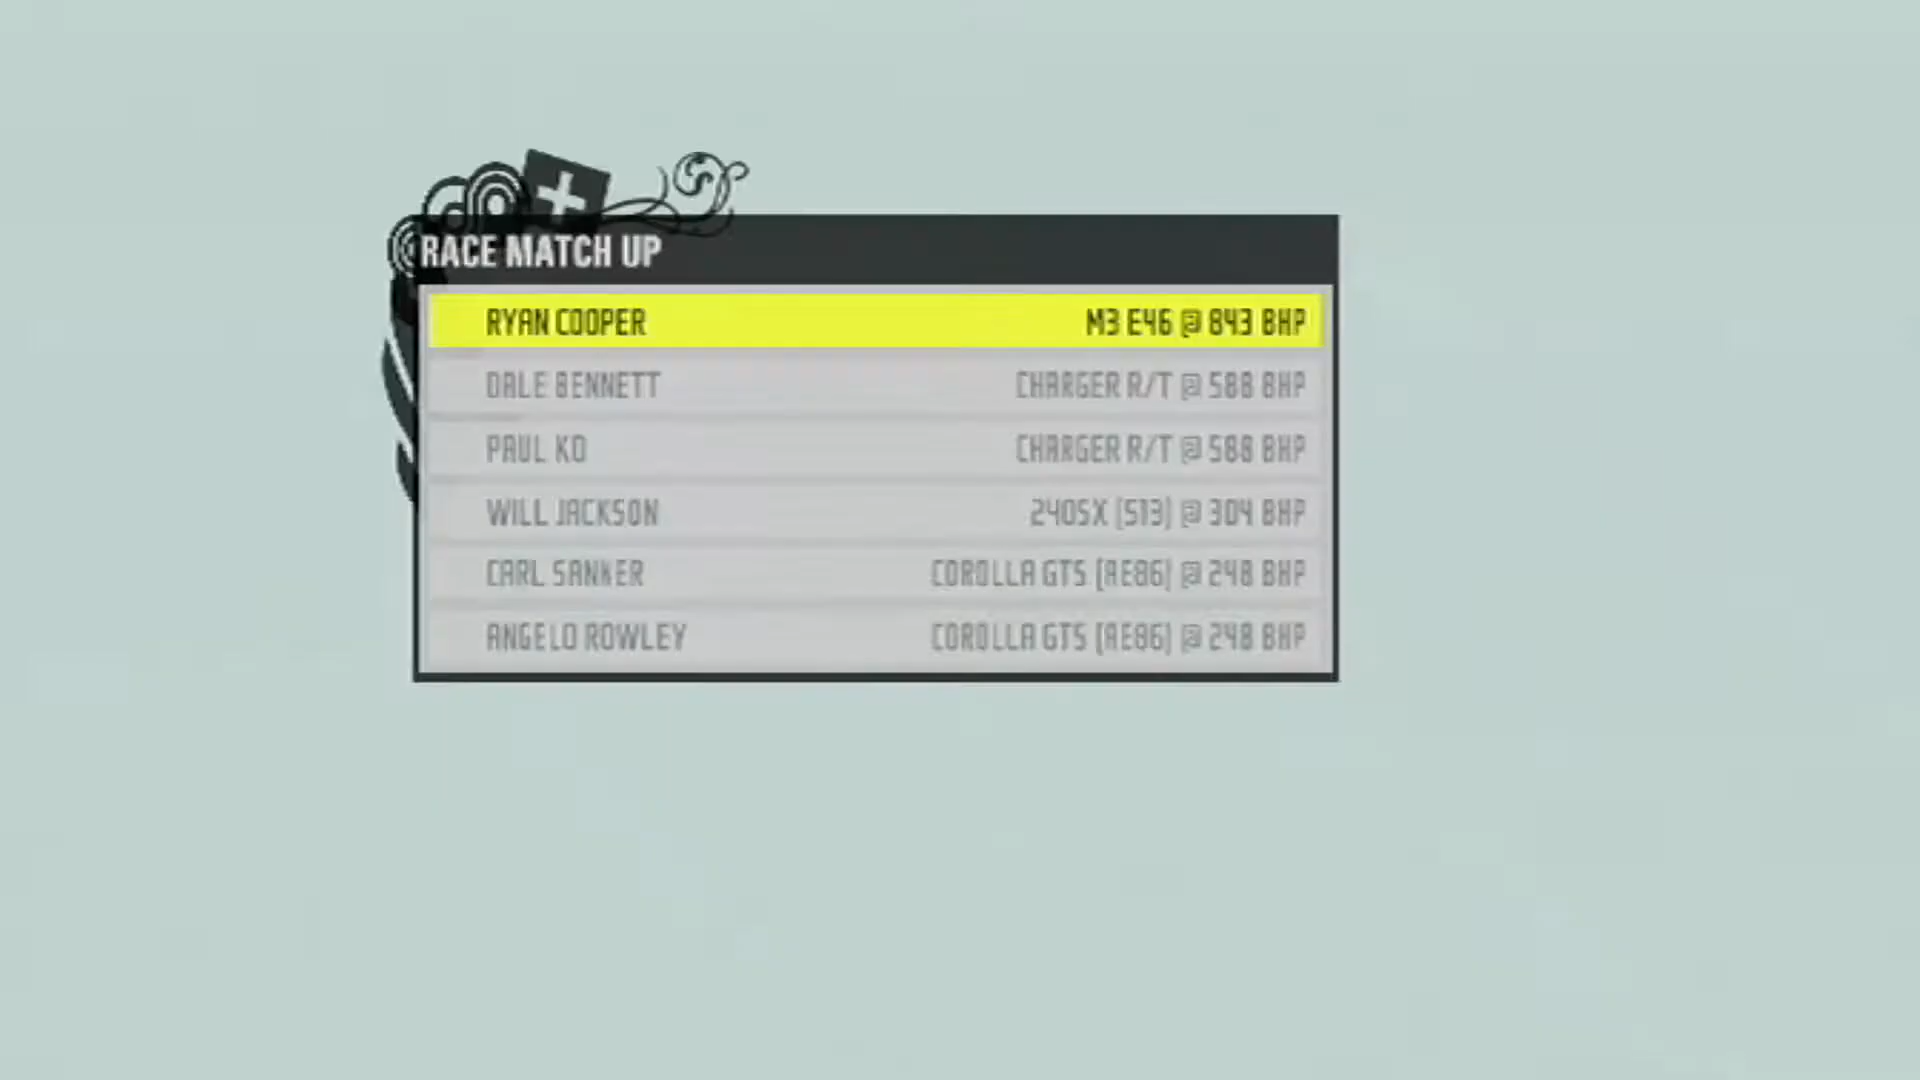 RACE MATCH UP
RYAN COOPER M3 E46 @ 843 BHP
DALE BENNETT CHARGER R/T @ 588 BHP
PAUL KO CHARGER R/T @ 588 BHP
WILL JACKSON 240SX (S13) @ 304 BHP
CARL SANKER COROLLA GTS (AE86) @ 248 BHP
ANGELO ROWLEY COROLLA GTS (AE86) @ 248 BHP